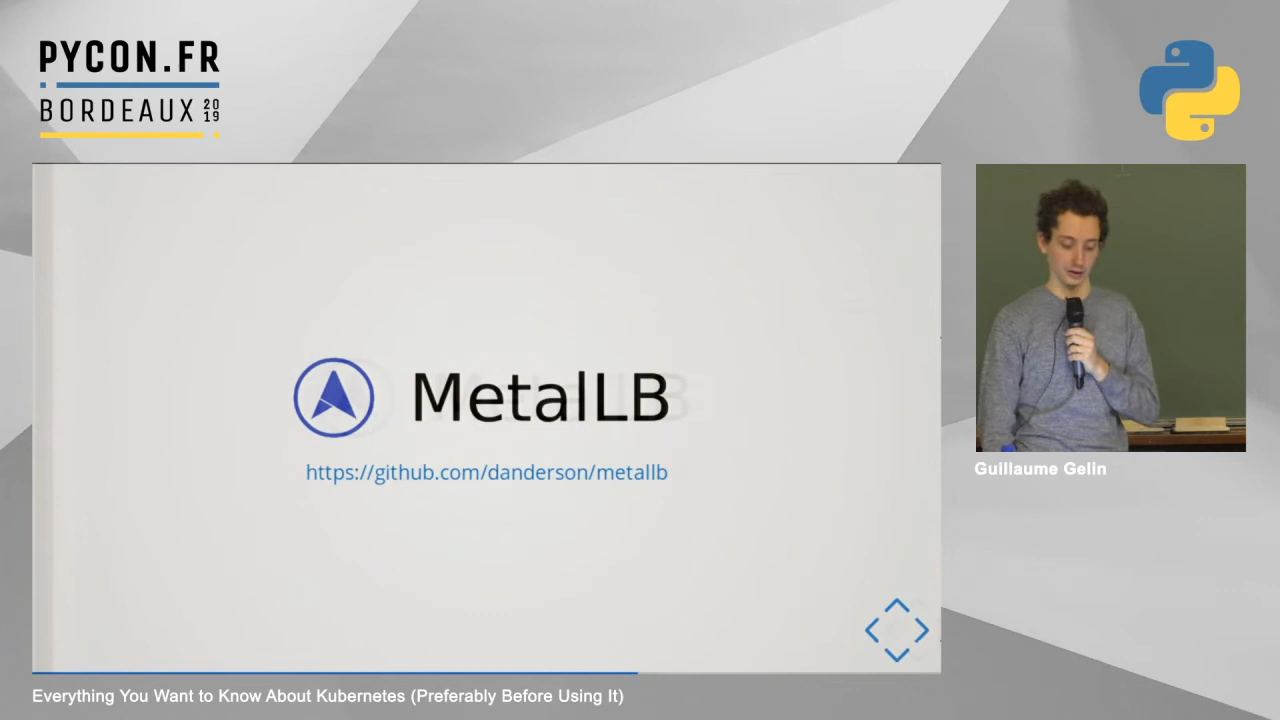 PYCON.FR
BORDEAUX 2019
MetalLB
https://github.com/danderson/metallb
Guillaume Gelin
Everything You Want to Know About Kubernetes (Preferably Before Using It)